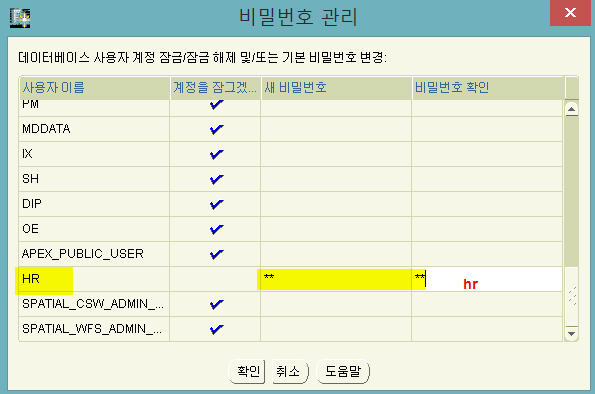 비밀번호 관리
데이터베이스 사용자 계정 잠금/잠금 해제 및/또는 기본 비밀번호 변경:
사용자 이름 계정을 잠그겠... 새 비밀번호 비밀번호 확인
PM
MDDATA
IX
SH
DIP
OE
APEX_PUBLIC_USER
HR ** ** hr
SPATIAL_CSW_ADMIN_...
SPATIAL_WFS_ADMIN_...
확인 취소 도움말